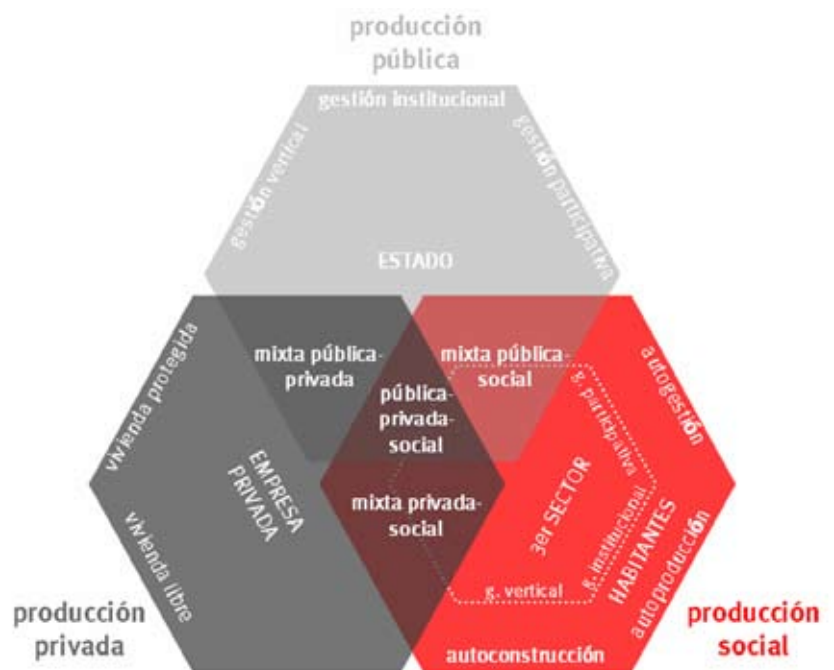 producción
pública
gestión institucional
gestión vertical
gestión participativa
ESTADO
mixta pública-
privada
mixta pública-
social
pública-
privada-
social
mixta privada-
social
vivienda protegida
vivienda libre
EMPRESA
PRIVADA
autogestión
g. participativa
3er SECTOR
g. institucional
HABITANTES
autoproducción
g. vertical
autoconstrucción
producción
privada
producción
social